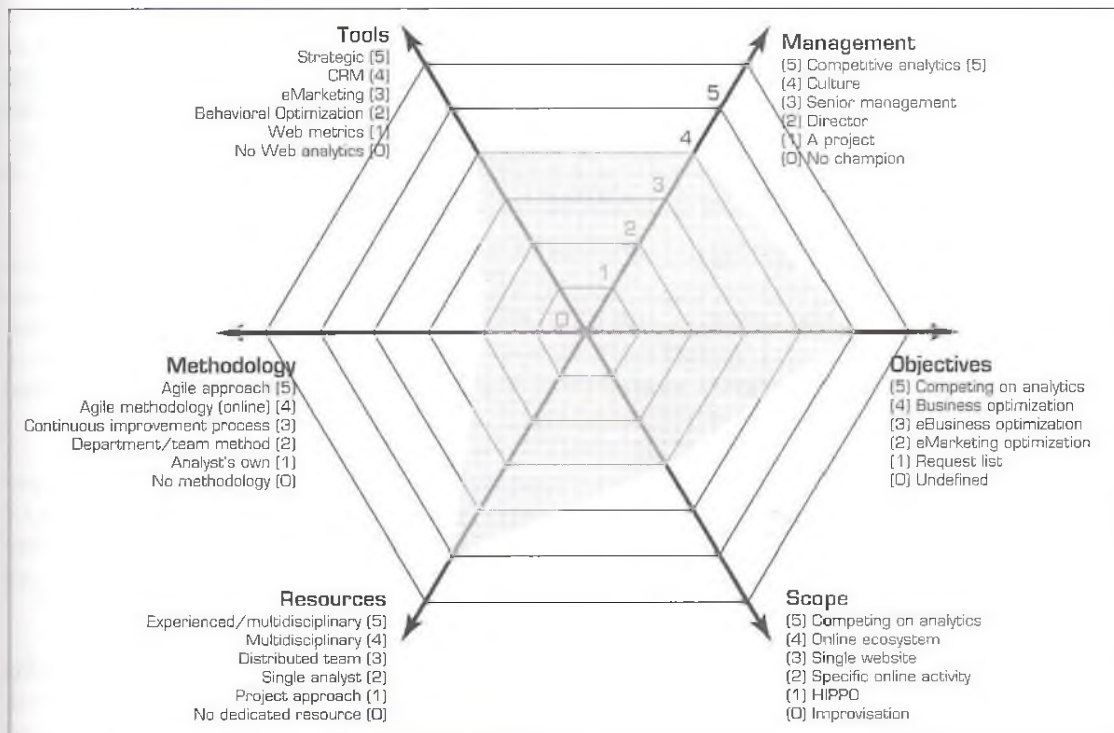 Tools
Strategic (5)
CRM (4)
eMarketing (3)
Behavioral Optimization (2)
Web metrics (1)
No Web analytics (0)
Management
(5) Competitive analytics (5)
(4) Culture
(3) Senior management
(2) Director
(1) A project
(0) No champion
5
4
3
2
1
0
Methodology
Agile approach (5)
Agile methodology (online) (4)
Continuous improvement process (3)
Department/team method (2)
Analyst's own (1)
No methodology (0)
Objectives
(5) Competing on analytics
(4) Business optimization
(3) eBusiness optimization
(2) eMarketing optimization
(1) Request list
(0) Undefined
Resources
Experienced/multidisciplinary (5)
Multidisciplinary (4)
Distributed team (3)
Single analyst (2)
Project approach (1)
No dedicated resource (0)
Scope
(5) Competing on analytics
(4) Online ecosystem
(3) Single website
(2) Specific online activity
(1) HIPPO
(0) Improvisation